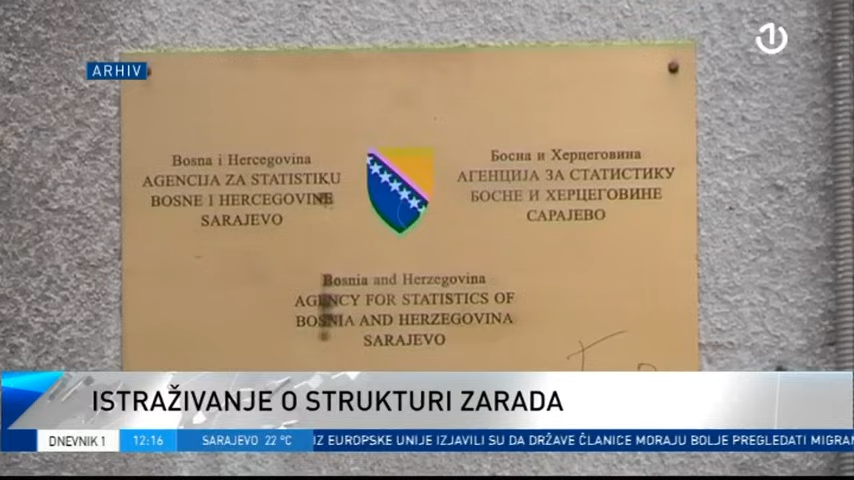 ARHIV
Bosna i Hercegovina
AGENCIJA ZA STATISTIKU
BOSNE I HERCEGOVINE
SARAJEVO
Босна и Херцеговина
АГЕНЦИЈА ЗА СТАТИСТИКУ
БОСНЕ И ХЕРЦЕГОВИНЕ
САРАЈЕВО
Bosnia and Herzegovina
AGENCY FOR STATISTICS OF
BOSNIA AND HERZEGOVINA
SARAJEVO
ISTRAŽIVANJE O STRUKTURI ZARADA
DNEVNIK 1 12:16 SARAJEVO 22 °C IZ EUROPSKE UNIJE IZJAVILI SU DA DRŽAVE ČLANICE MORAJU BOLJE PREGLEDATI MIGRAN